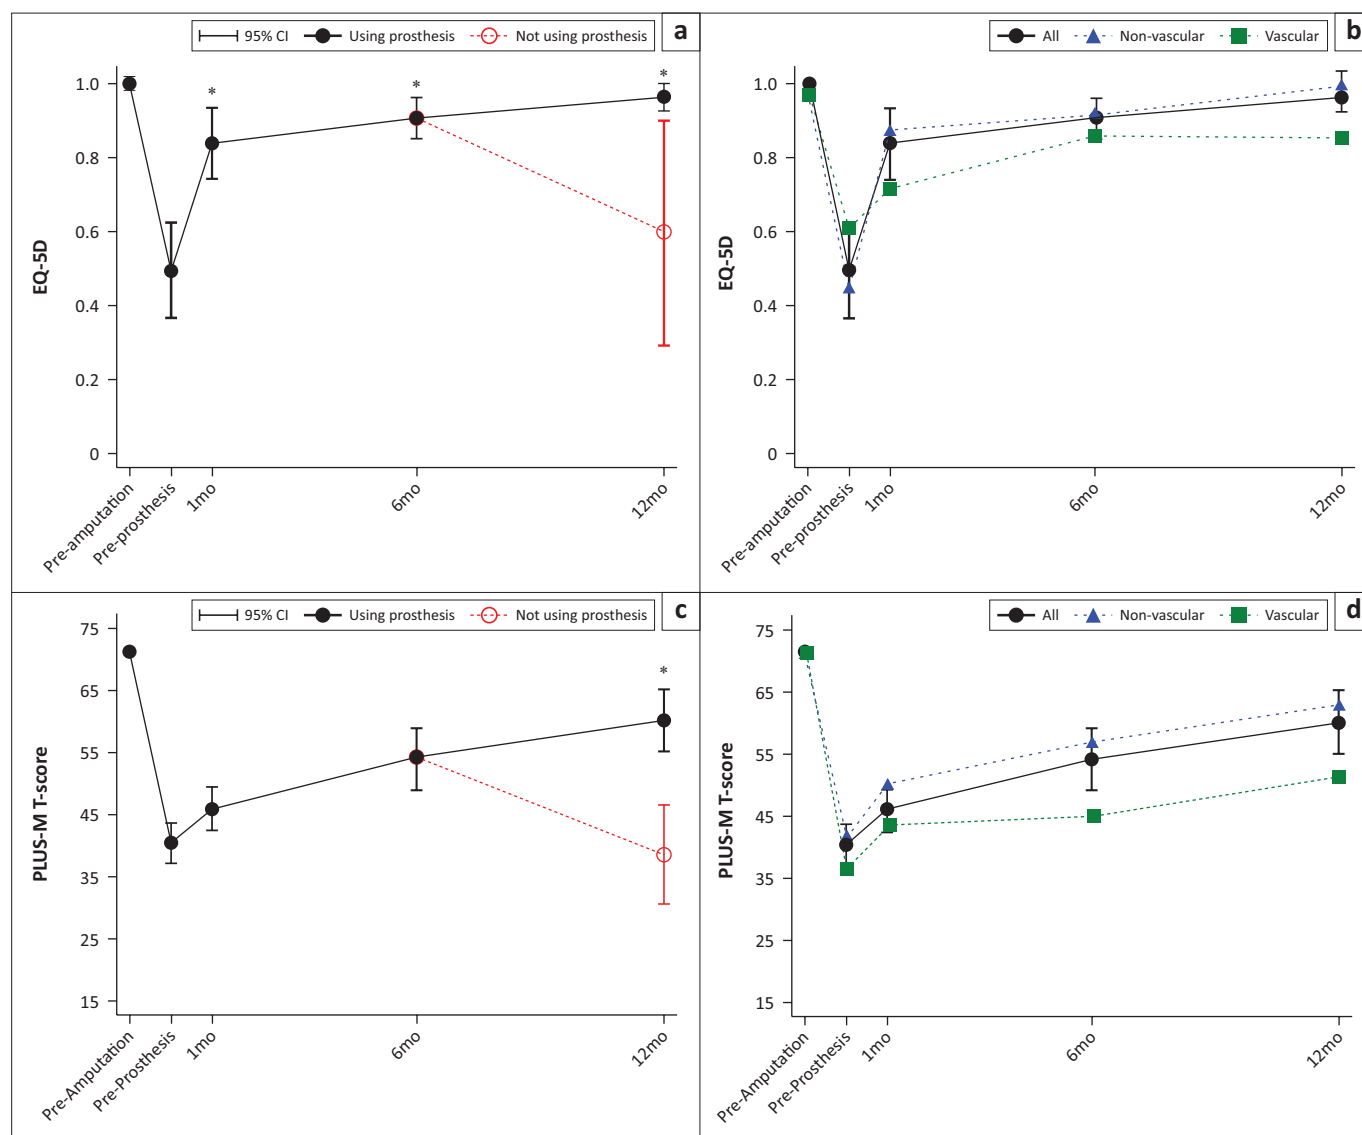 95% CI Using prosthesis Not using prosthesis a
* * *
EQ-5D
1.0
0.8
0.6
0.4
0.2
0
Pre-amputation
Pre-prosthesis
1mo
6mo
12mo
All Non-vascular Vascular b
EQ-5D
1.0
0.8
0.6
0.4
0.2
0
Pre-amputation
Pre-prosthesis
1mo
6mo
12mo
95% CI Using prosthesis Not using prosthesis c
*
PLUS-M T-score
75
65
55
45
35
25
15
Pre-Amputation
Pre-Prosthesis
1mo
6mo
12mo
All Non-vascular Vascular d
PLUS-M T-score
75
65
55
45
35
25
15
Pre-Amputation
Pre-Prosthesis
1mo
6mo
12mo